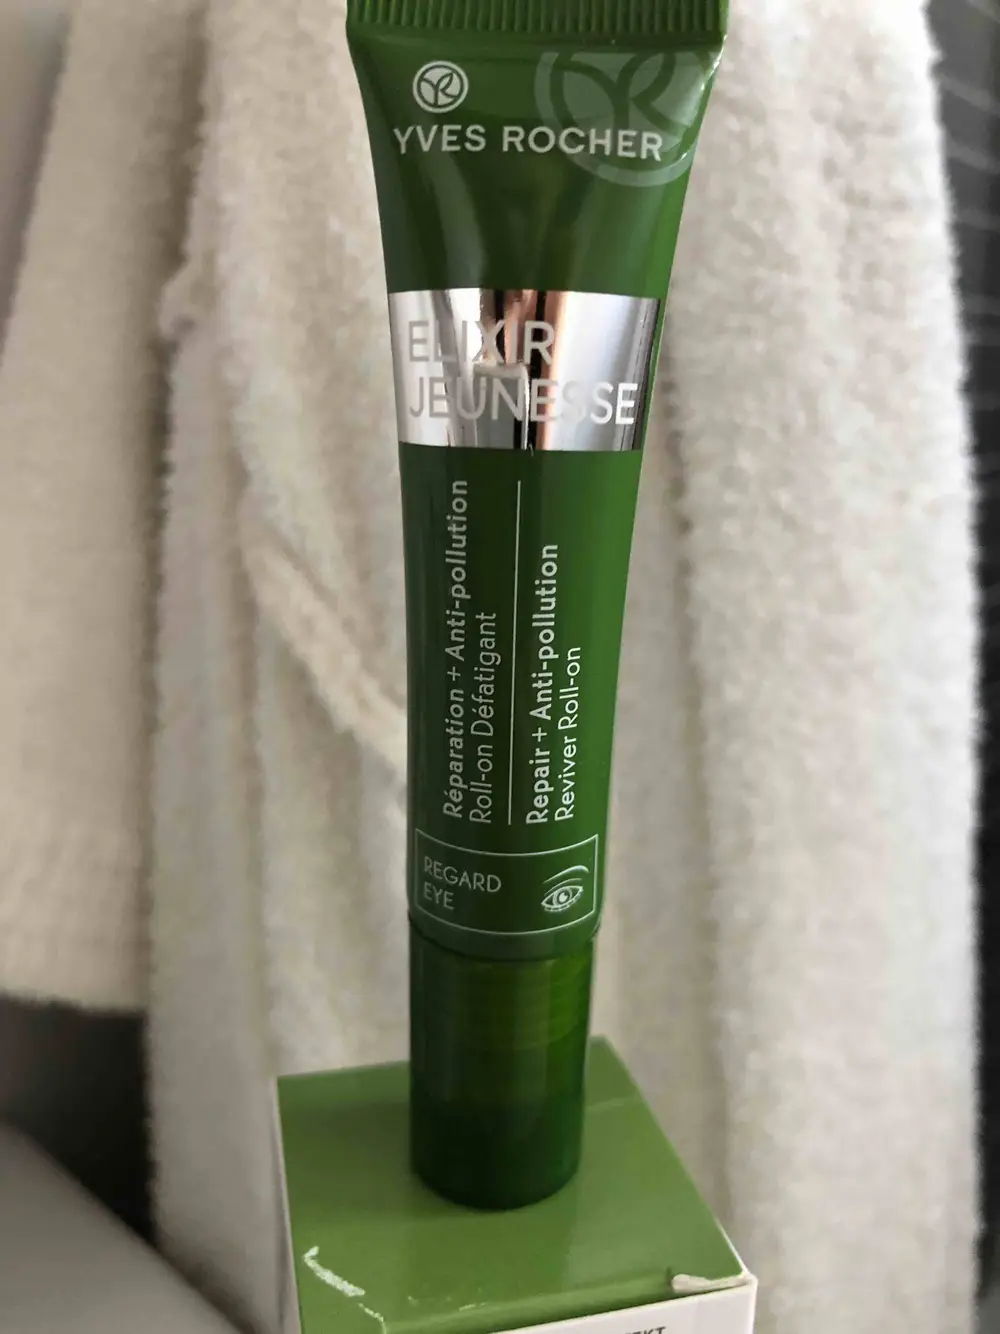 YVES ROCHER
ELIXIR
JEUNESSE
Réparation + Anti-pollution
Roll-on Défatigant
Repair + Anti-pollution
Reviver Roll-on
REGARD
EYE